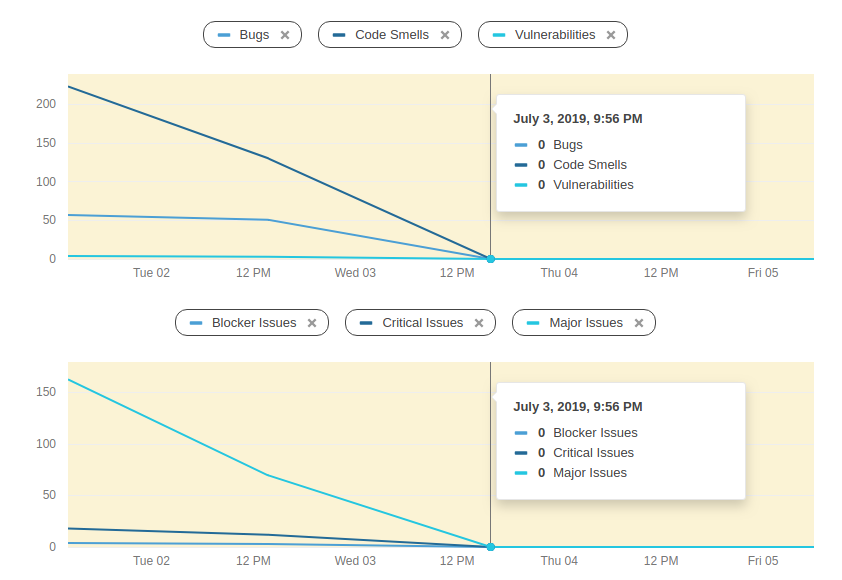 Bugs × Code Smells × Vulnerabilities ×
200
150
100
50
0
July 3, 2019, 9:56 PM
0 Bugs
0 Code Smells
0 Vulnerabilities
Tue 02 12 PM Wed 03 12 PM Thu 04 12 PM Fri 05
Blocker Issues × Critical Issues × Major Issues ×
150
100
50
0
July 3, 2019, 9:56 PM
0 Blocker Issues
0 Critical Issues
0 Major Issues
Tue 02 12 PM Wed 03 12 PM Thu 04 12 PM Fri 05